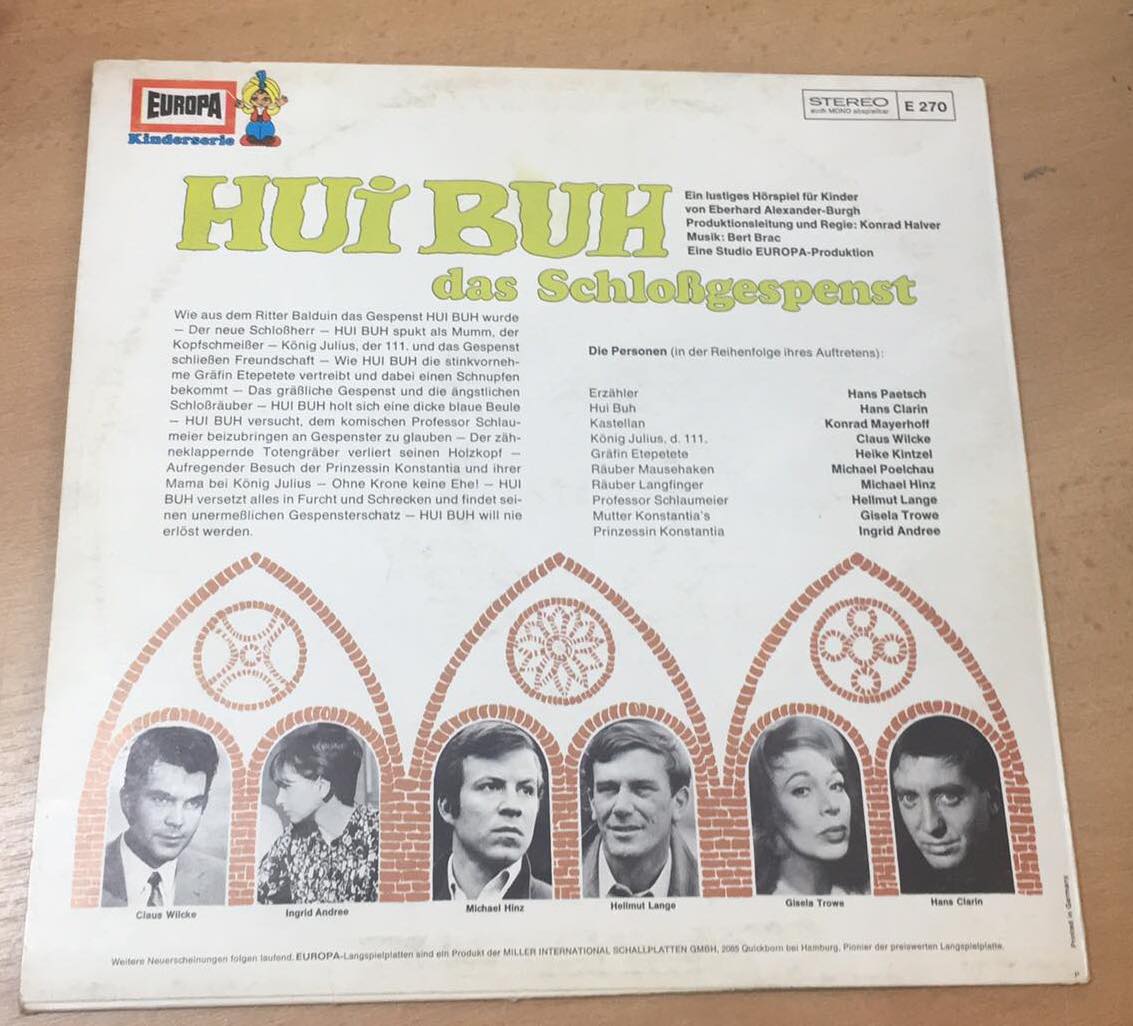 EUROPA
Kinderserie
STEREO
auch MONO abspielbar
E 270
HUi BUH
das Schloßgespenst
Ein lustiges Hörspiel für Kinder
von Eberhard Alexander-Burgh
Produktionsleitung und Regie: Konrad Halver
Musik: Bert Brac
Eine Studio EUROPA-Produktion
Wie aus dem Ritter Balduin das Gespenst HUI BUH wurde
— Der neue Schloßherr — HUI BUH spukt als Mumm, der
Kopfschmeißer — König Julius, der 111. und das Gespenst
schließen Freundschaft — Wie HUI BUH die stinkvorneh-
me Gräfin Etepetete vertreibt und dabei einen Schnupfen
bekommt — Das gräßliche Gespenst und die ängstlichen
Schloßräuber — HUI BUH holt sich eine dicke blaue Beule
— HUI BUH versucht, dem komischen Professor Schlau-
meier beizubringen an Gespenster zu glauben — Der zäh-
neklappernde Totengräber verliert seinen Holzkopf —
Aufregender Besuch der Prinzessin Konstantia und ihrer
Mama bei König Julius — Ohne Krone keine Ehe! — HUI
BUH versetzt alles in Furcht und Schrecken und findet sei-
nen unermeßlichen Gespensterschatz — HUI BUH will nie
erlöst werden.
Die Personen (in der Reihenfolge ihres Auftretens):
Erzähler Hans Paetsch
Hui Buh Hans Clarin
Kastellan Konrad Mayerhoff
König Julius, d. 111. Claus Wilcke
Gräfin Etepetete Heike Kintzel
Räuber Mausehaken Michael Poelchau
Räuber Langfinger Michael Hinz
Professor Schlaumeier Hellmut Lange
Mutter Konstantia's Gisela Trowe
Prinzessin Konstantia Ingrid Andree
Claus Wilcke
Ingrid Andree
Michael Hinz
Hellmut Lange
Gisela Trowe
Hans Clarin
Weitere Neuerscheinungen folgen laufend. EUROPA-Langspielplatten sind ein Produkt der MILLER INTERNATIONAL SCHALLPLATTEN GMBH, 2085 Quickborn bei Hamburg, Pionier der preiswerten Langspielplatte.
Printed in Germany
P